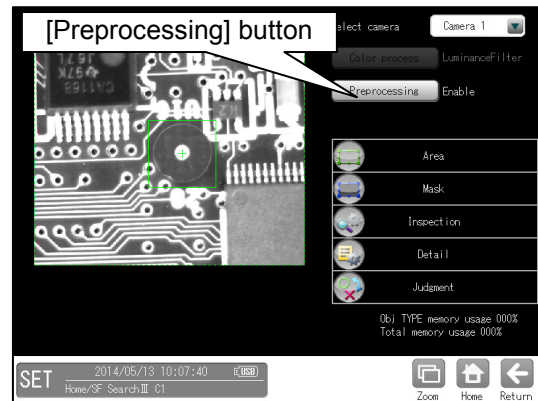 [Preprocessing] button
Select camera
Camera 1
Color process
LuminanceFilter
Preprocessing
Enable
Area
Mask
Inspection
Detail
Judgment
Obj TYPE memory usage 000%
Total memory usage 000%
SET
2014/05/13 10:07:40
USB
Home/SF SearchⅢ C1
Zoom
Home
Return